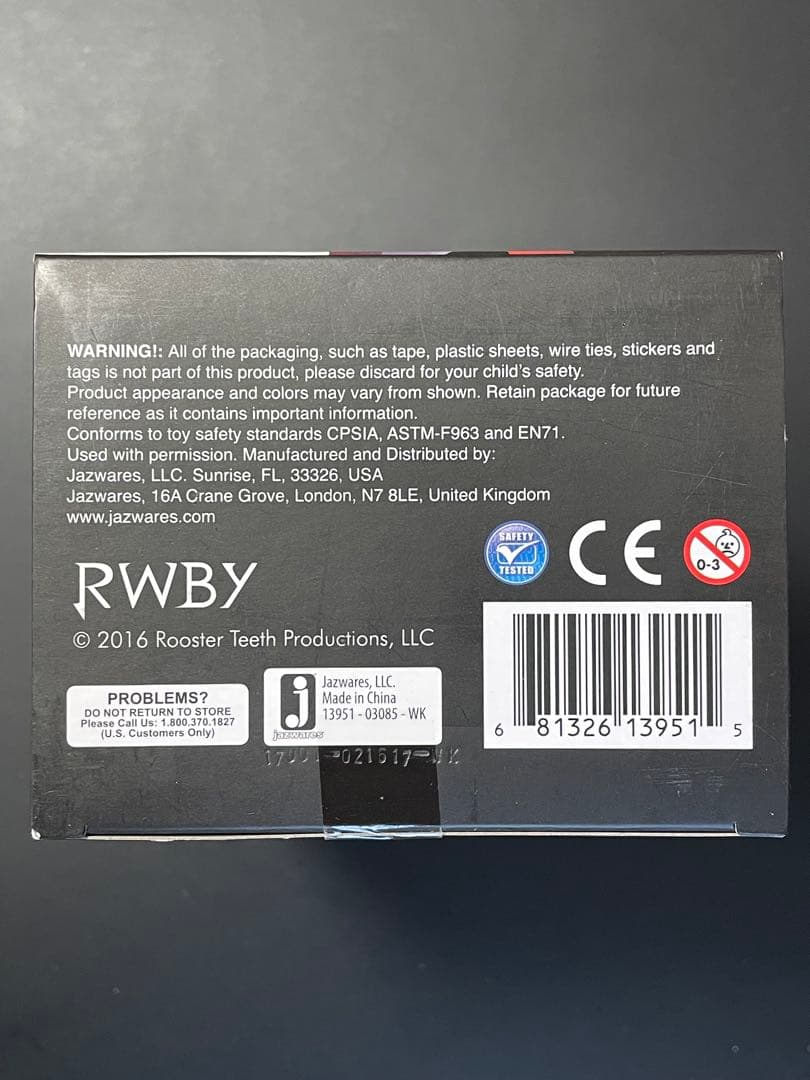 WARNING!: All of the packaging, such as tape, plastic sheets, wire ties, stickers and
tags is not part of this product, please discard for your child's safety.
Product appearance and colors may vary from shown. Retain package for future
reference as it contains important information.
Conforms to toy safety standards CPSIA, ASTM-F963 and EN71.
Used with permission. Manufactured and Distributed by:
Jazwares, LLC. Sunrise, FL, 33326, USA
Jazwares, 16A Crane Grove, London, N7 8LE, United Kingdom
www.jazwares.com
SAFETY
TESTED
CE
0-3
RWBY
© 2016 Rooster Teeth Productions, LLC
PROBLEMS?
DO NOT RETURN TO STORE
Please Call Us: 1.800.370.1827
(U.S. Customers Only)
j
jazwares
Jazwares, LLC.
Made in China
13951 - 03085 - WK
6 81326 13951 5